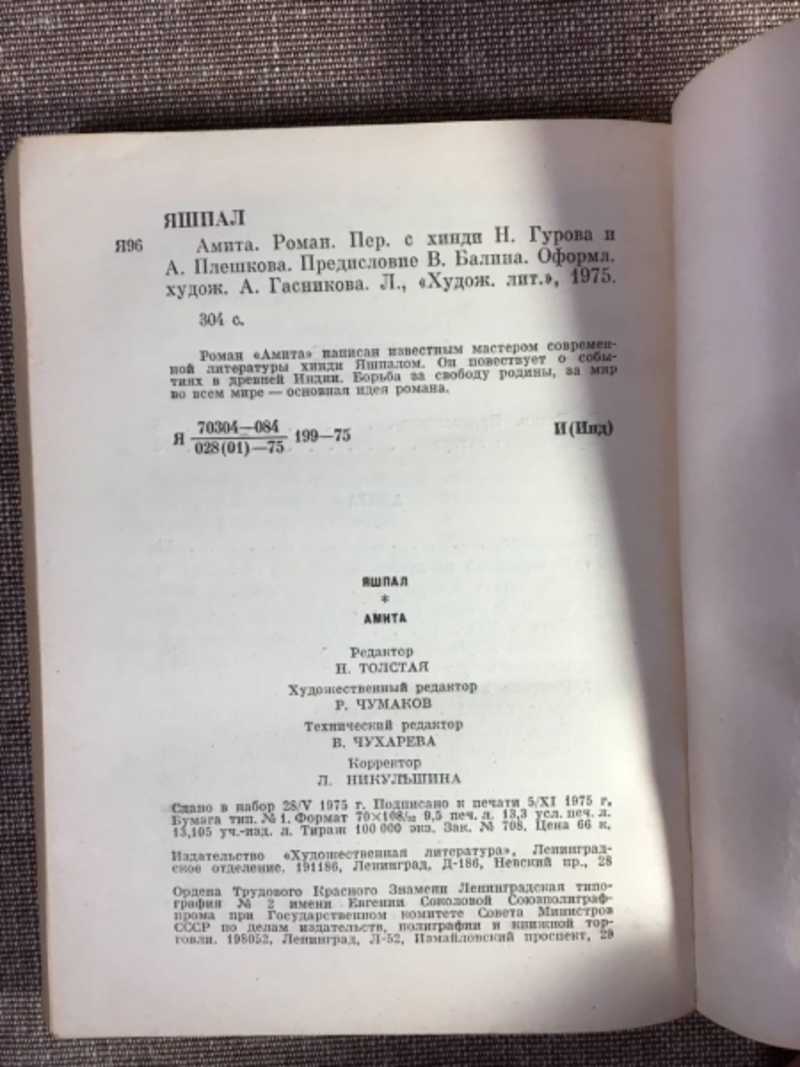 ЯШПАЛ
Я96 Амита. Роман. Пер. с хинди Н. Гурова и
А. Плешкова. Предисловие В. Балина. Оформл.
худож. А. Гасникова. Л., «Худож. лит.», 1975.
304 с.
Роман «Амита» написан известным мастером современ-
ной литературы хинди Яшпалом. Он повествует о собы-
тиях в древней Индии. Борьба за свободу родины, за мир
во всем мире — основная идея романа.
Я 70304—084
028(01)—75 199—75 И(Инд)
ЯШПАЛ
*
АМИТА
Редактор
Н. ТОЛСТАЯ
Художественный редактор
Р. ЧУМАКОВ
Технический редактор
В. ЧУХАРЕВА
Корректор
Л. НИКУЛЬШИНА
Сдано в набор 28/V 1975 г. Подписано к печати 5/XI 1975 г.
Бумага тип. № 1. Формат 70×108/32 9,5 печ. л. 13,3 усл. печ. л.
13,105 уч.-изд. л. Тираж 100 000 экз. Зак. № 708. Цена 66 к.
Издательство «Художественная литература», Ленинград-
ское отделение. 191186, Ленинград, Д-186, Невский пр., 28
Ордена Трудового Красного Знамени Ленинградская типо-
графия № 2 имени Евгении Соколовой Союзполиграф-
прома при Государственном комитете Совета Министров
СССР по делам издательств, полиграфии и книжной тор-
говли. 198052, Ленинград, Л-52, Измайловский проспект, 29